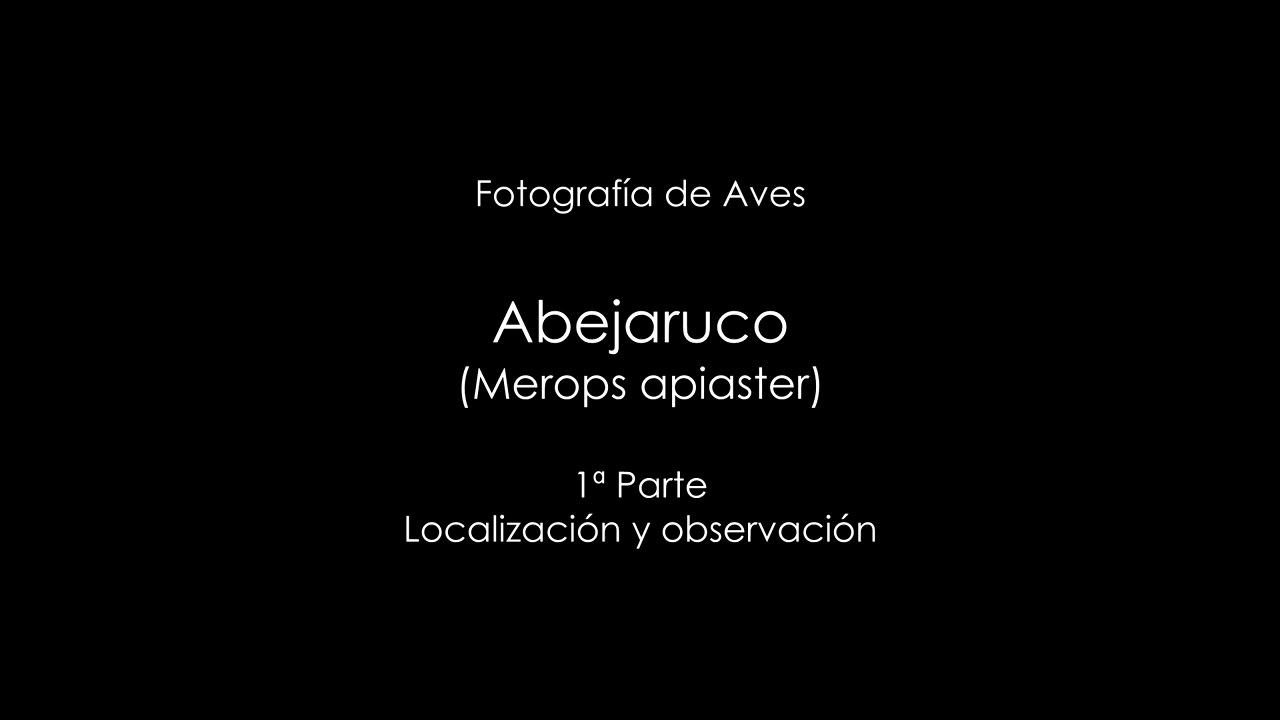 Fotografía de Aves
Abejaruco
(Merops apiaster)
1ª Parte
Localización y observación